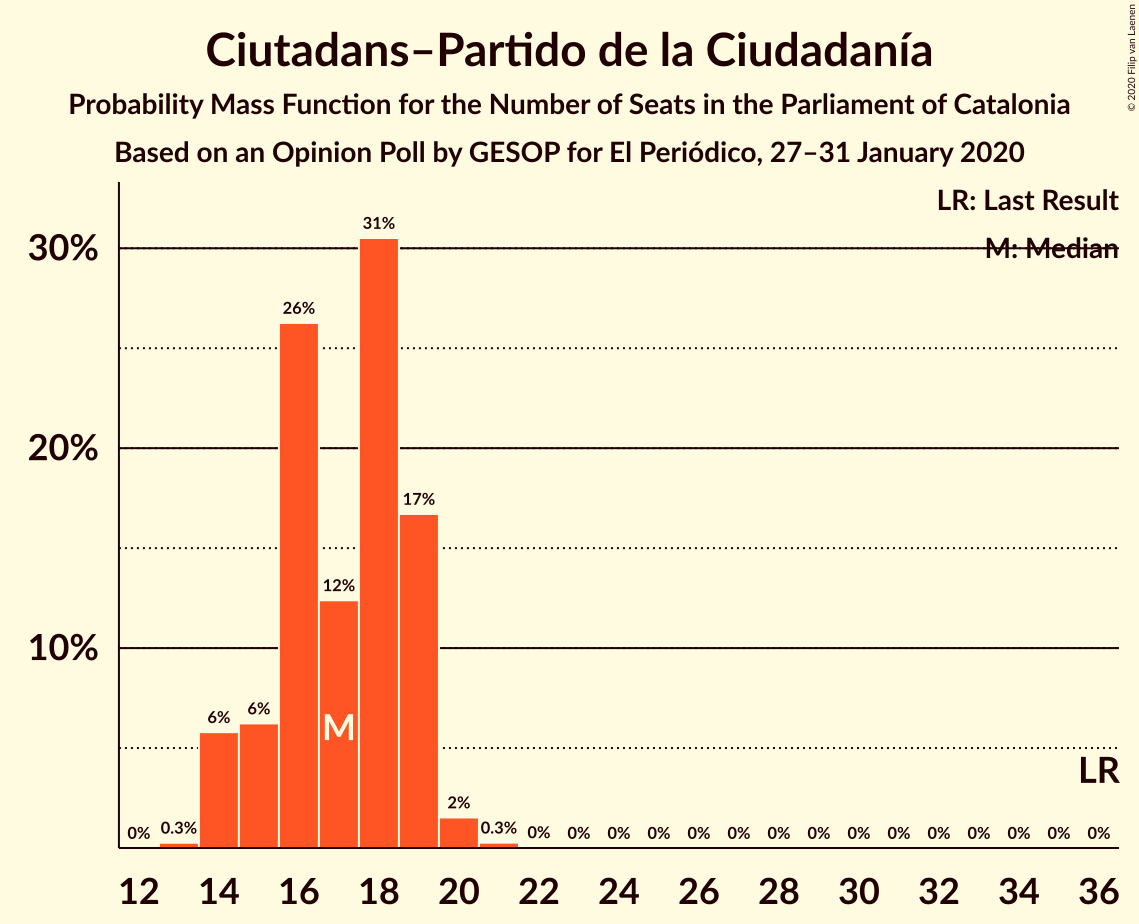 Ciutadans–Partido de la Ciudadanía
Probability Mass Function for the Number of Seats in the Parliament of Catalonia
Based on an Opinion Poll by GESOP for El Periódico, 27–31 January 2020
© 2020 Filip van Laenen
LR: Last Result
M: Median
30%
20%
10%
0% 0.3% 6% 6% 26% 12% 31% 17% 2% 0.3% 0% 0% 0% 0% 0% 0% 0% 0% 0% 0% 0% 0% 0% 0% 0%
M
LR
12 14 16 18 20 22 24 26 28 30 32 34 36